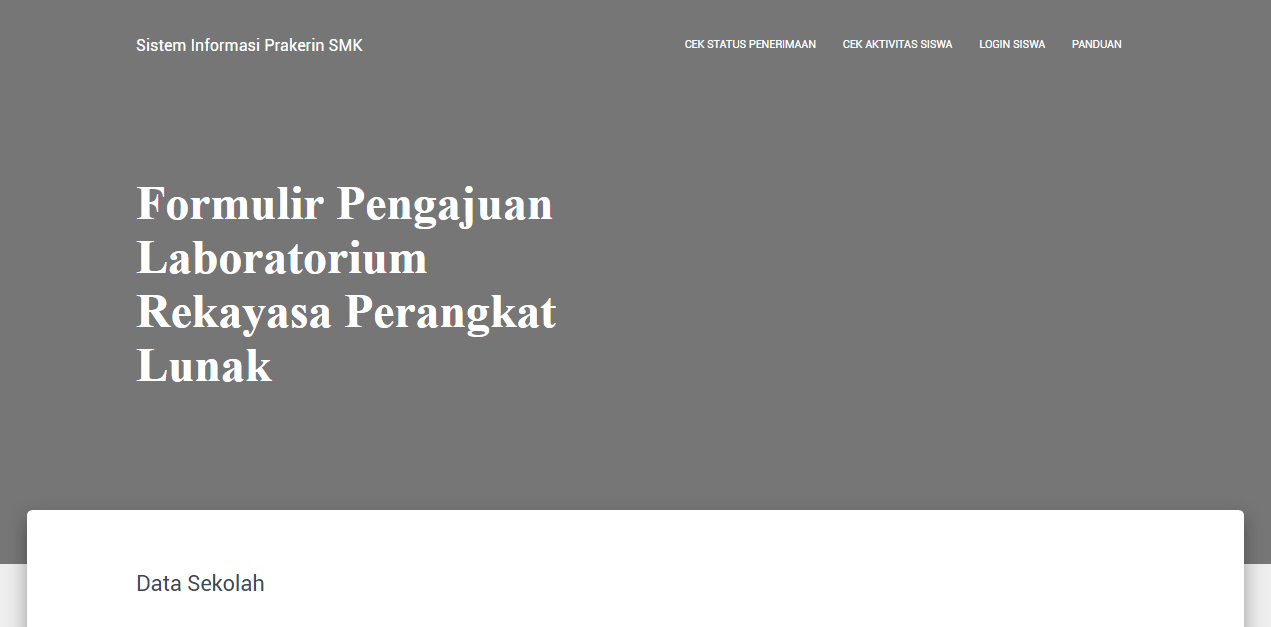 Sistem Informasi Prakerin SMK
CEK STATUS PENERIMAAN
CEK AKTIVITAS SISWA
LOGIN SISWA
PANDUAN
Formulir Pengajuan
Laboratorium
Rekayasa Perangkat
Lunak
Data Sekolah